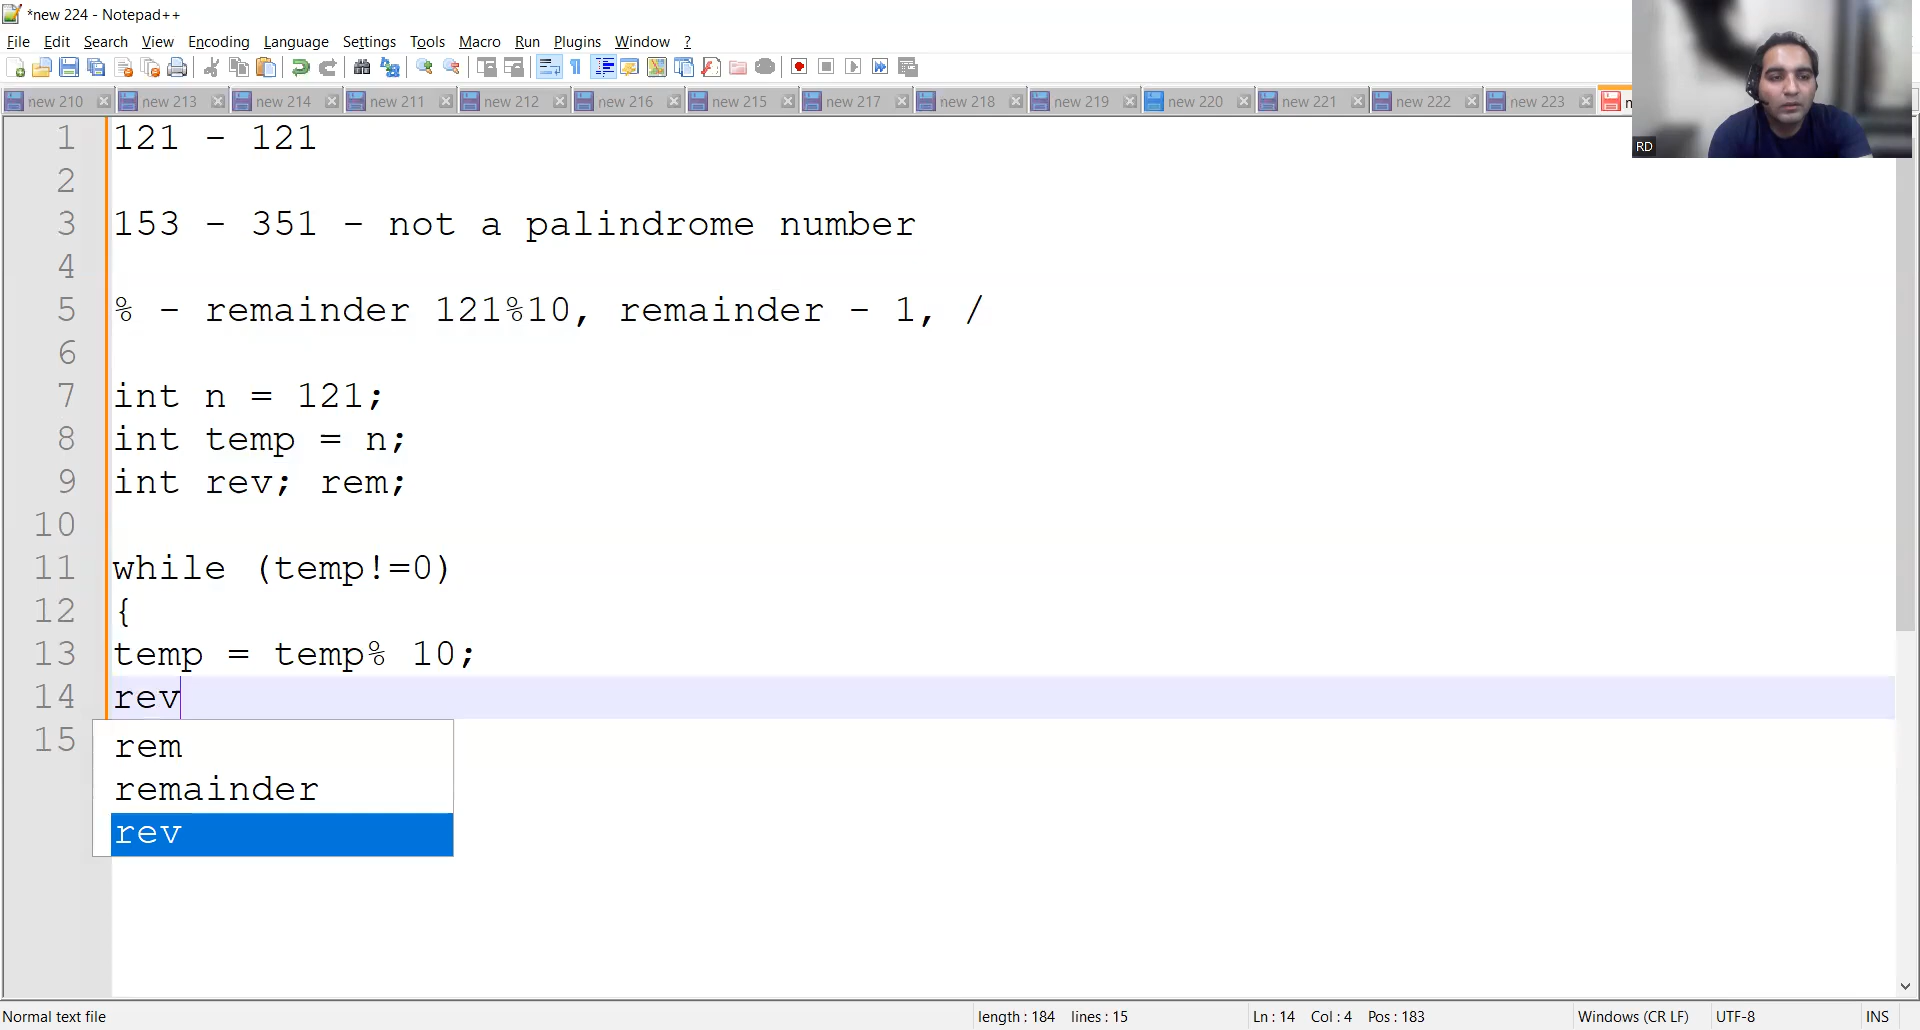 *new 224 - Notepad++
File Edit Search View Encoding Language Settings Tools Macro Run Plugins Window ?
new 210 new 213 new 214 new 211 new 212 new 216 new 215 new 217 new 218 new 219 new 220 new 221 new 222 new 223
RD
1 121 - 121
2
3 153 - 351 - not a palindrome number
4
5 % - remainder 121%10, remainder - 1, /
6
7 int n = 121;
8 int temp = n;
9 int rev; rem;
10
11 while (temp!=0)
12 {
13 temp = temp% 10;
14 rev
15
rem
remainder
rev
Normal text file length : 184 lines : 15 Ln : 14 Col : 4 Pos : 183 Windows (CR LF) UTF-8 INS